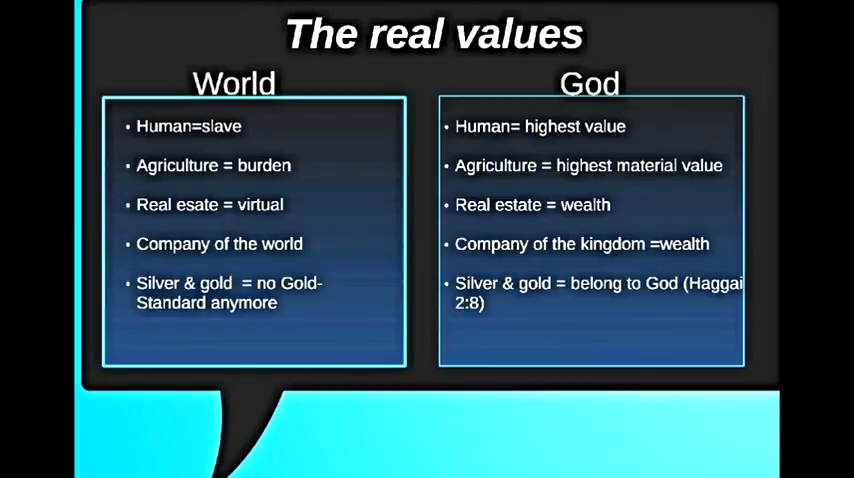 The real values
World
• Human=slave
• Agriculture = burden
• Real esate = virtual
• Company of the world
• Silver & gold  = no Gold-
Standard anymore
God
• Human= highest value
• Agriculture = highest material value
• Real estate = wealth
• Company of the kingdom =wealth
• Silver & gold = belong to God (Haggai
2:8)